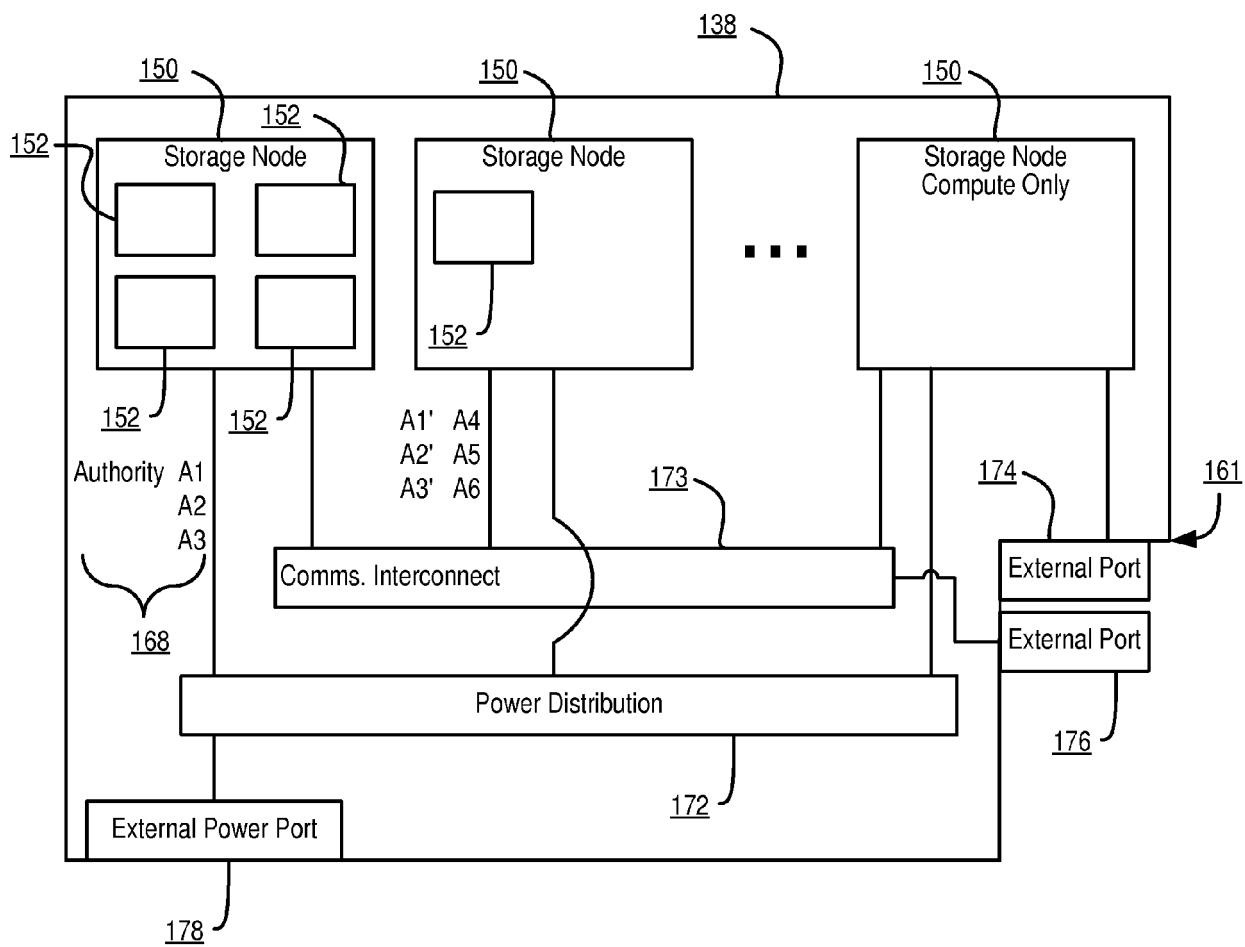 138
150
150
150
152
152
Storage Node
Storage Node
Storage Node
Compute Only
152
152
152
A1' A4
A2' A5
A3' A6
Authority A1
A2
A3
168
173
174
161
Comms. Interconnect
External Port
External Port
176
Power Distribution
172
External Power Port
178